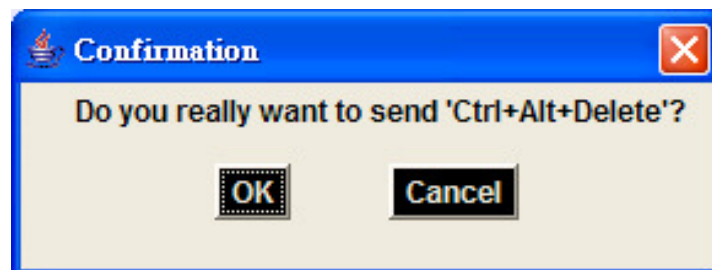 Confirmation
Do you really want to send 'Ctrl+Alt+Delete'?
OK Cancel